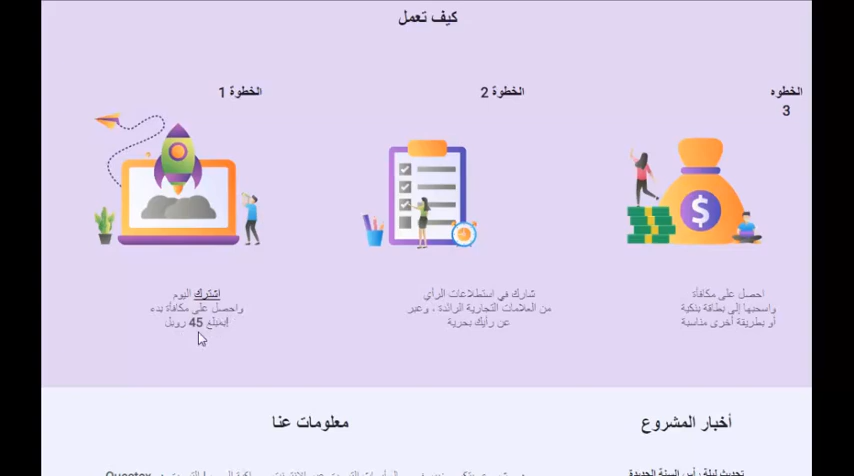 كيف تعمل
الخطوة 1
الخطوة 2
الخطوه
3
اشترك اليوم
واحصل على مكافأة بدء
!بمبلغ 45 روبل
شارك في استطلاعات الرأي
من العلامات التجارية الرائدة ، وعبر
عن رأيك بحرية
احصل على مكافأة
واسحبها إلى بطاقة بنكية
أو بطريقة أخرى مناسبة
معلومات عنا
أخبار المشروع